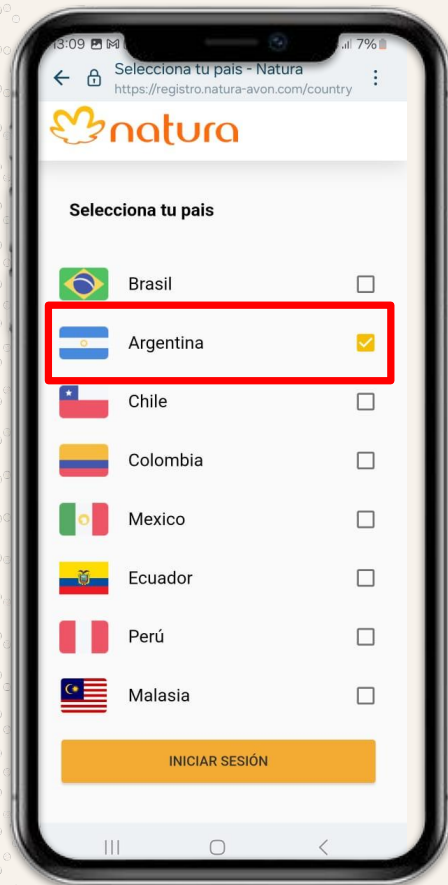 13:09 7%
Selecciona tu pais - Natura
https://registro.natura-avon.com/country
natura
Selecciona tu pais
Brasil
Argentina
Chile
Colombia
Mexico
Ecuador
Perú
Malasia
INICIAR SESIÓN